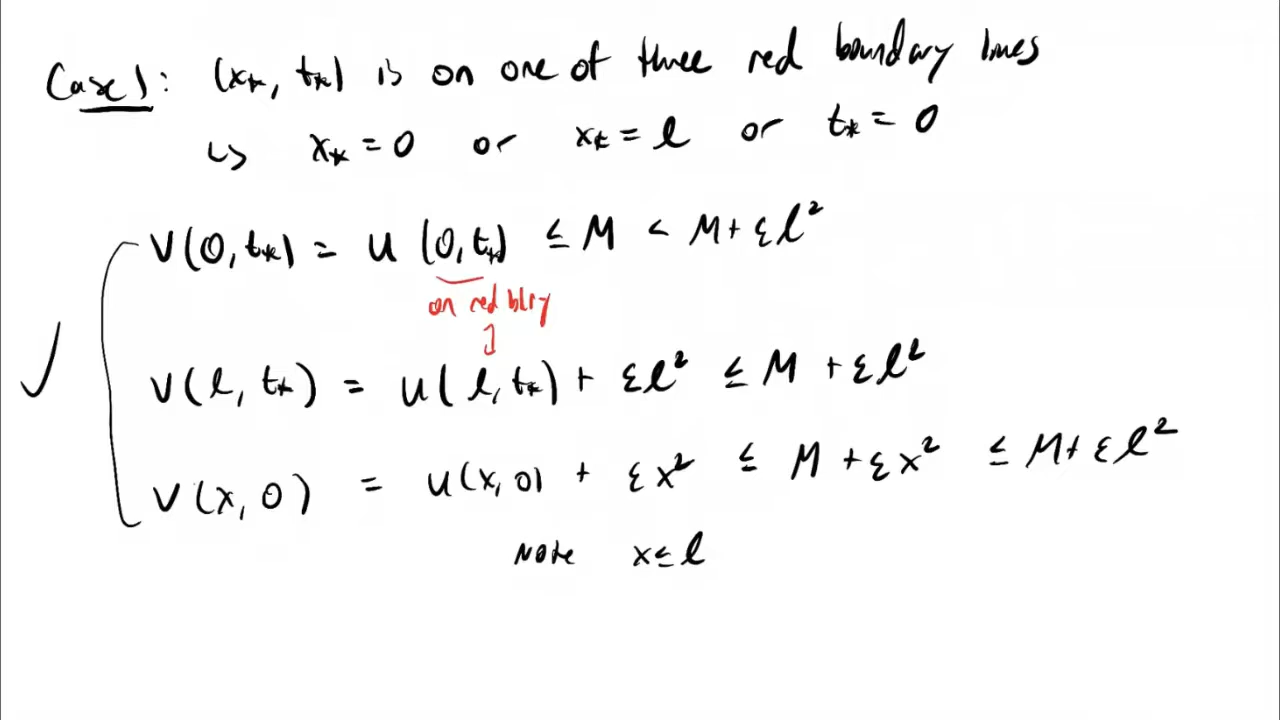 Case 1: (x*, t*) is on one of three red boundary lines
↳ x* = 0 or x* = l or t* = 0
V(0, t*) = u(0, t*) ≤ M < M + εl²
on red bdry
V(l, t*) = u(l, t*) + εl² ≤ M + εl²
V(x, 0) = u(x, 0) + εx² ≤ M + εx² ≤ M + εl²
Note x ≤ l